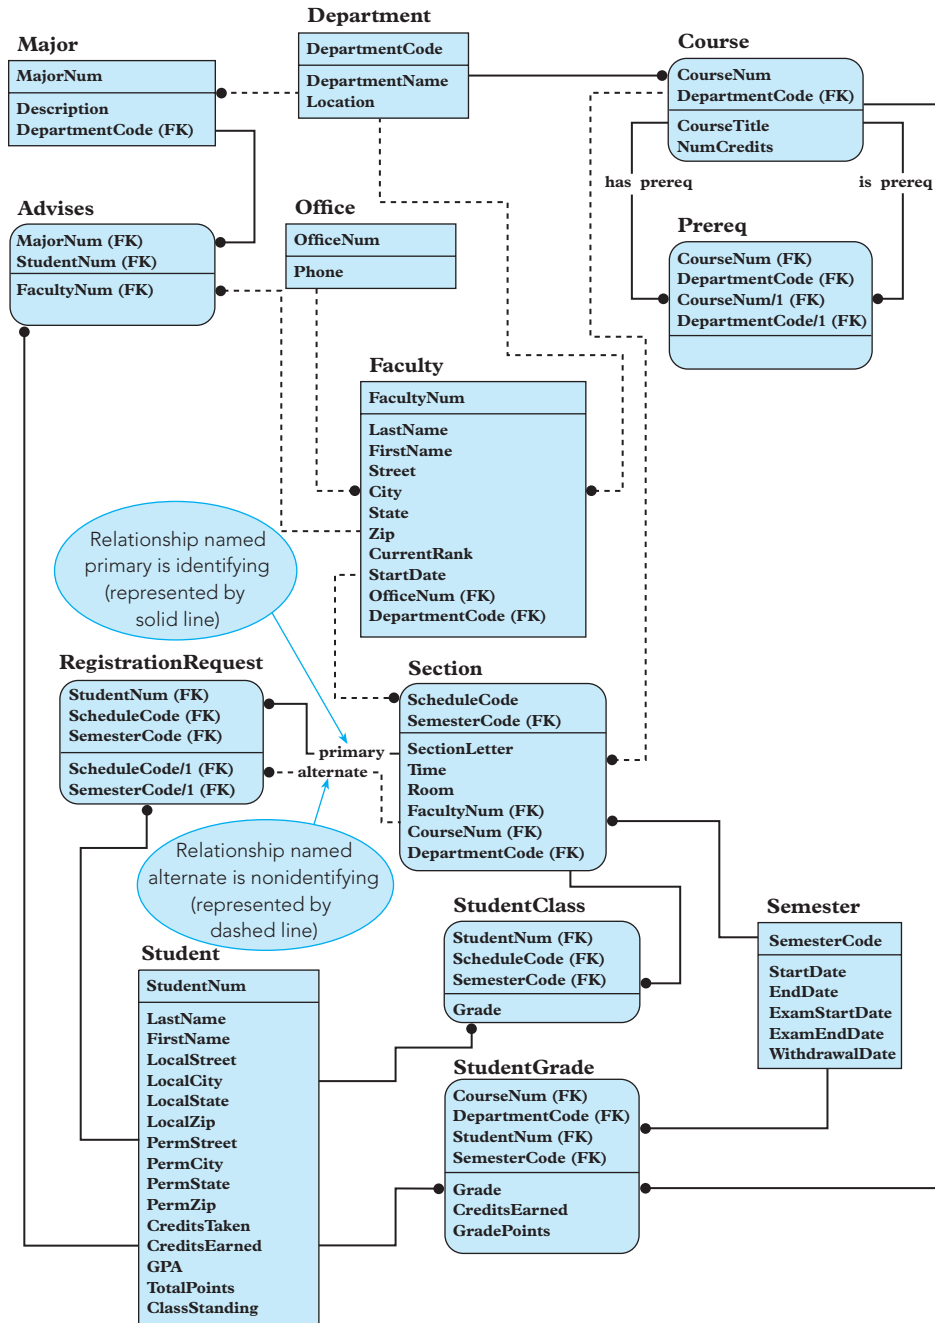 Department
DepartmentCode
DepartmentName
Location
Major
MajorNum
Description
DepartmentCode (FK)
Course
CourseNum
DepartmentCode (FK)
CourseTitle
NumCredits
has prereq
is prereq
Advises
MajorNum (FK)
StudentNum (FK)
FacultyNum (FK)
Office
OfficeNum
Phone
Prereq
CourseNum (FK)
DepartmentCode (FK)
CourseNum/1 (FK)
DepartmentCode/1 (FK)
Faculty
FacultyNum
LastName
FirstName
Street
City
State
Zip
CurrentRank
StartDate
OfficeNum (FK)
DepartmentCode (FK)
Relationship named
primary is identifying
(represented by
solid line)
RegistrationRequest
StudentNum (FK)
ScheduleCode (FK)
SemesterCode (FK)
ScheduleCode/1 (FK)
SemesterCode/1 (FK)
primary
alternate
Section
ScheduleCode
SemesterCode (FK)
SectionLetter
Time
Room
FacultyNum (FK)
CourseNum (FK)
DepartmentCode (FK)
Relationship named
alternate is nonidentifying
(represented by
dashed line)
StudentClass
StudentNum (FK)
ScheduleCode (FK)
SemesterCode (FK)
Grade
Semester
SemesterCode
StartDate
EndDate
ExamStartDate
ExamEndDate
WithdrawalDate
Student
StudentNum
LastName
FirstName
LocalStreet
LocalCity
LocalState
LocalZip
PermStreet
PermCity
PermState
PermZip
CreditsTaken
CreditsEarned
GPA
TotalPoints
ClassStanding
StudentGrade
CourseNum (FK)
DepartmentCode (FK)
StudentNum (FK)
SemesterCode (FK)
Grade
CreditsEarned
GradePoints